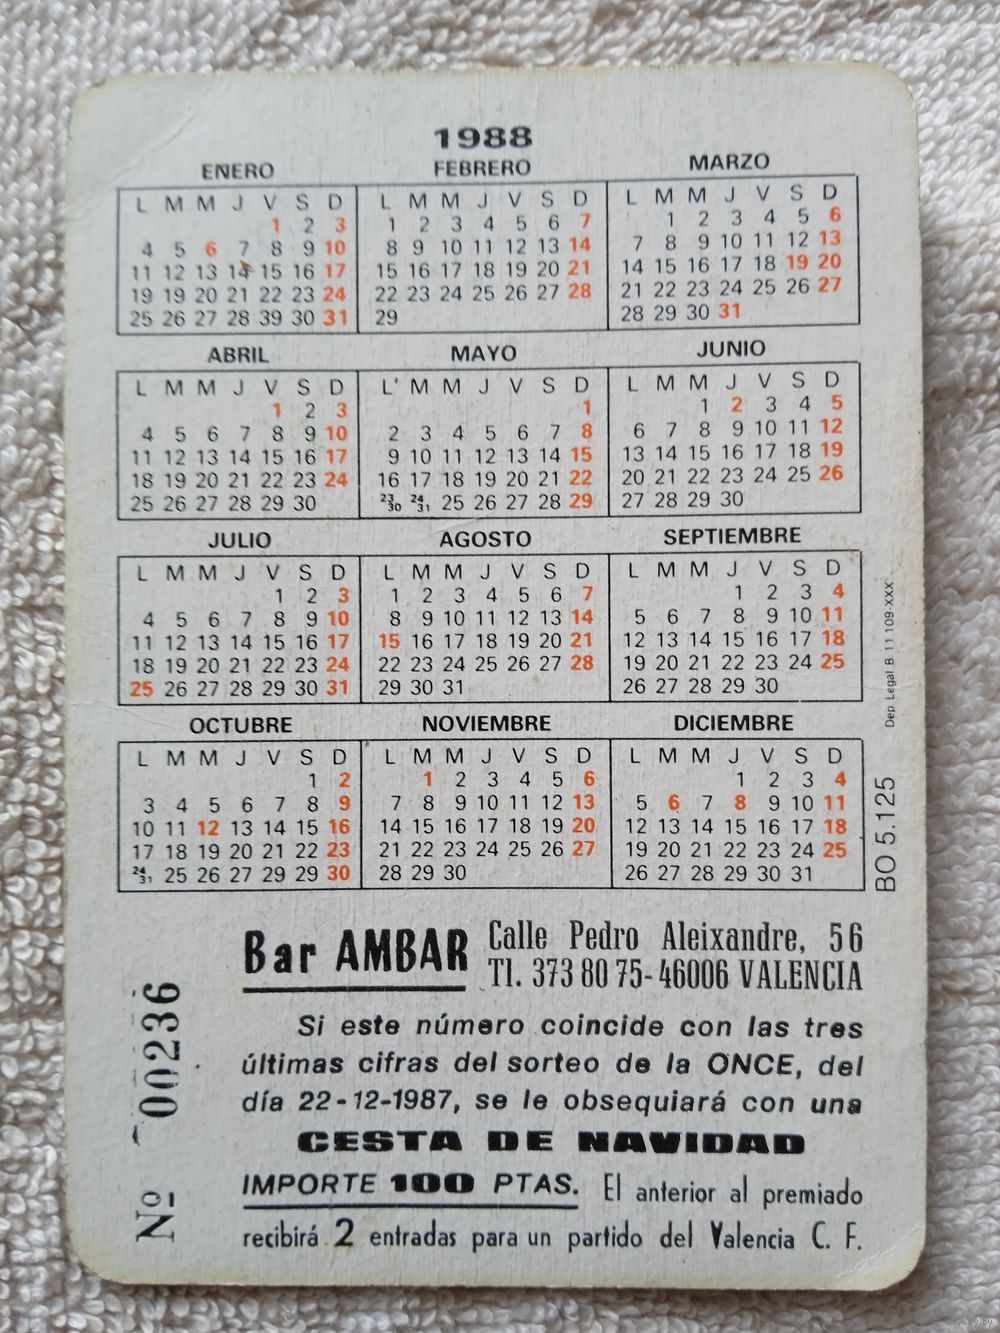 1988
ENERO
L M M J V S D
1 2 3
4 5 6 7 8 9 10
11 12 13 14 15 16 17
19 19 20 21 22 23 24
25 26 27 28 39 30 31
FEBRERO
L M M J V S D
1 2 3 4 5 6 7
8 9 10 11 12 13 14
15 16 17 18 19 20 21
22 23 24 25 26 27 28
29
MARZO
L M M J V S D
1 2 3 4 5 6
7 8 9 10 11 12 13
14 15 16 17 18 19 20
21 22 23 24 25 26 27
28 29 30 31
ABRIL
L M M J V S D
1 2 3
4 5 6 7 8 9 10
11 12 13 14 15 16 17
18 19 20 21 22 23 24
25 26 27 28 29 30
MAYO
L M M J V S D
1
2 3 4 5 6 7 8
9 10 11 12 13 14 15
16 17 18 19 20 21 22
23/30 24/31 25 26 27 28 29
JUNIO
L M M J V S D
1 2 3 4 5
6 7 8 9 10 11 12
13 14 15 16 17 18 19
20 21 22 23 24 25 26
27 28 29 30
JULIO
L M M J V S D
1 2 3
4 5 6 7 8 9 10
11 12 13 14 15 16 17
18 19 20 21 22 23 24
25 26 27 28 29 30 31
AGOSTO
L M M J V S D
1 2 3 4 5 6 7
8 9 10 11 12 13 14
15 16 17 18 19 20 21
22 23 24 25 26 27 28
29 30 31
SEPTIEMBRE
L M M J V S D
1 2 3 4
5 6 7 8 9 10 11
12 13 14 15 16 17 18
19 20 21 22 23 24 25
26 27 28 29 30
OCTUBRE
L M M J V S D
1 2
3 4 5 6 7 8 9
10 11 12 13 14 15 16
17 18 19 20 21 22 23
24/31 25 26 27 29 29 30
NOVIEMBRE
L M M J V S D
1 2 3 4 5 6
7 8 9 10 11 12 13
14 15 16 17 18 19 20
21 22 23 24 25 26 27
28 29 30
DICIEMBRE
L M M J V S D
1 2 3 4
5 6 7 8 9 10 11
12 13 14 15 16 17 18
19 20 21 22 23 24 25
26 27 28 29 30 31
Dep. Legal B 11109-XXX
BO 5.125
Nº 00236
Bar AMBAR
Calle Pedro Aleixandre, 56
Tl. 373 80 75-46006 VALENCIA
Si este número coincide con las tres
últimas cifras del sorteo de la ONCE, del
día 22-12-1987, se le obsequiará con una
CESTA DE NAVIDAD
IMPORTE 100 PTAS. El anterior al premiado
recibirá 2 entradas para un partido del Valencia C. F.